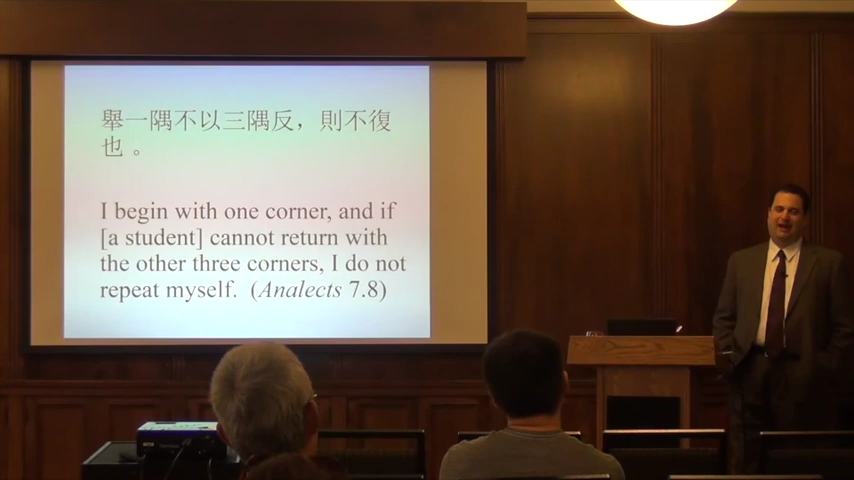 舉一隅不以三隅反，則不復
也。
I begin with one corner, and if
[a student] cannot return with
the other three corners, I do not
repeat myself. (Analects 7.8)